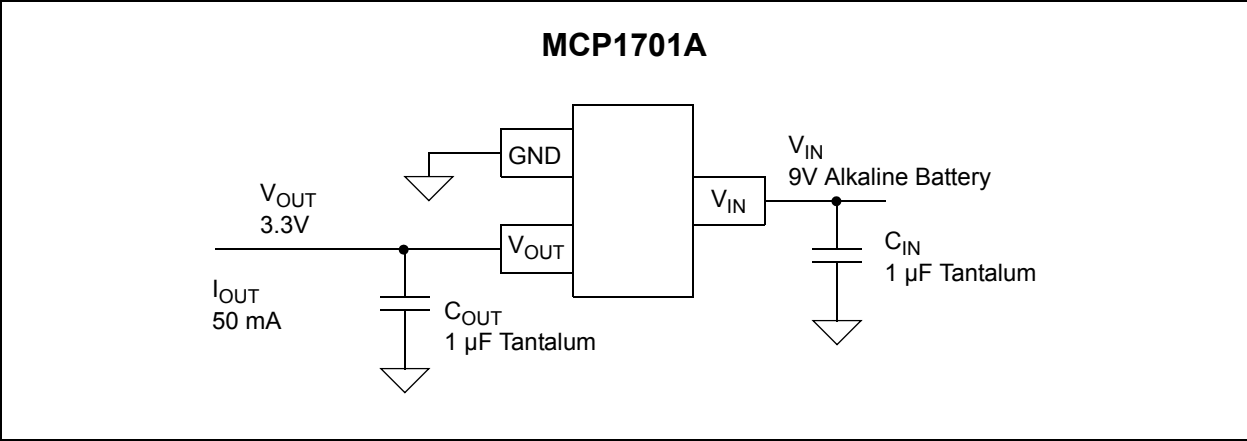 MCP1701A
GND
V_IN
9V Alkaline Battery
V_IN
V_OUT
3.3V
V_OUT
C_IN
1 µF Tantalum
I_OUT
50 mA
C_OUT
1 µF Tantalum